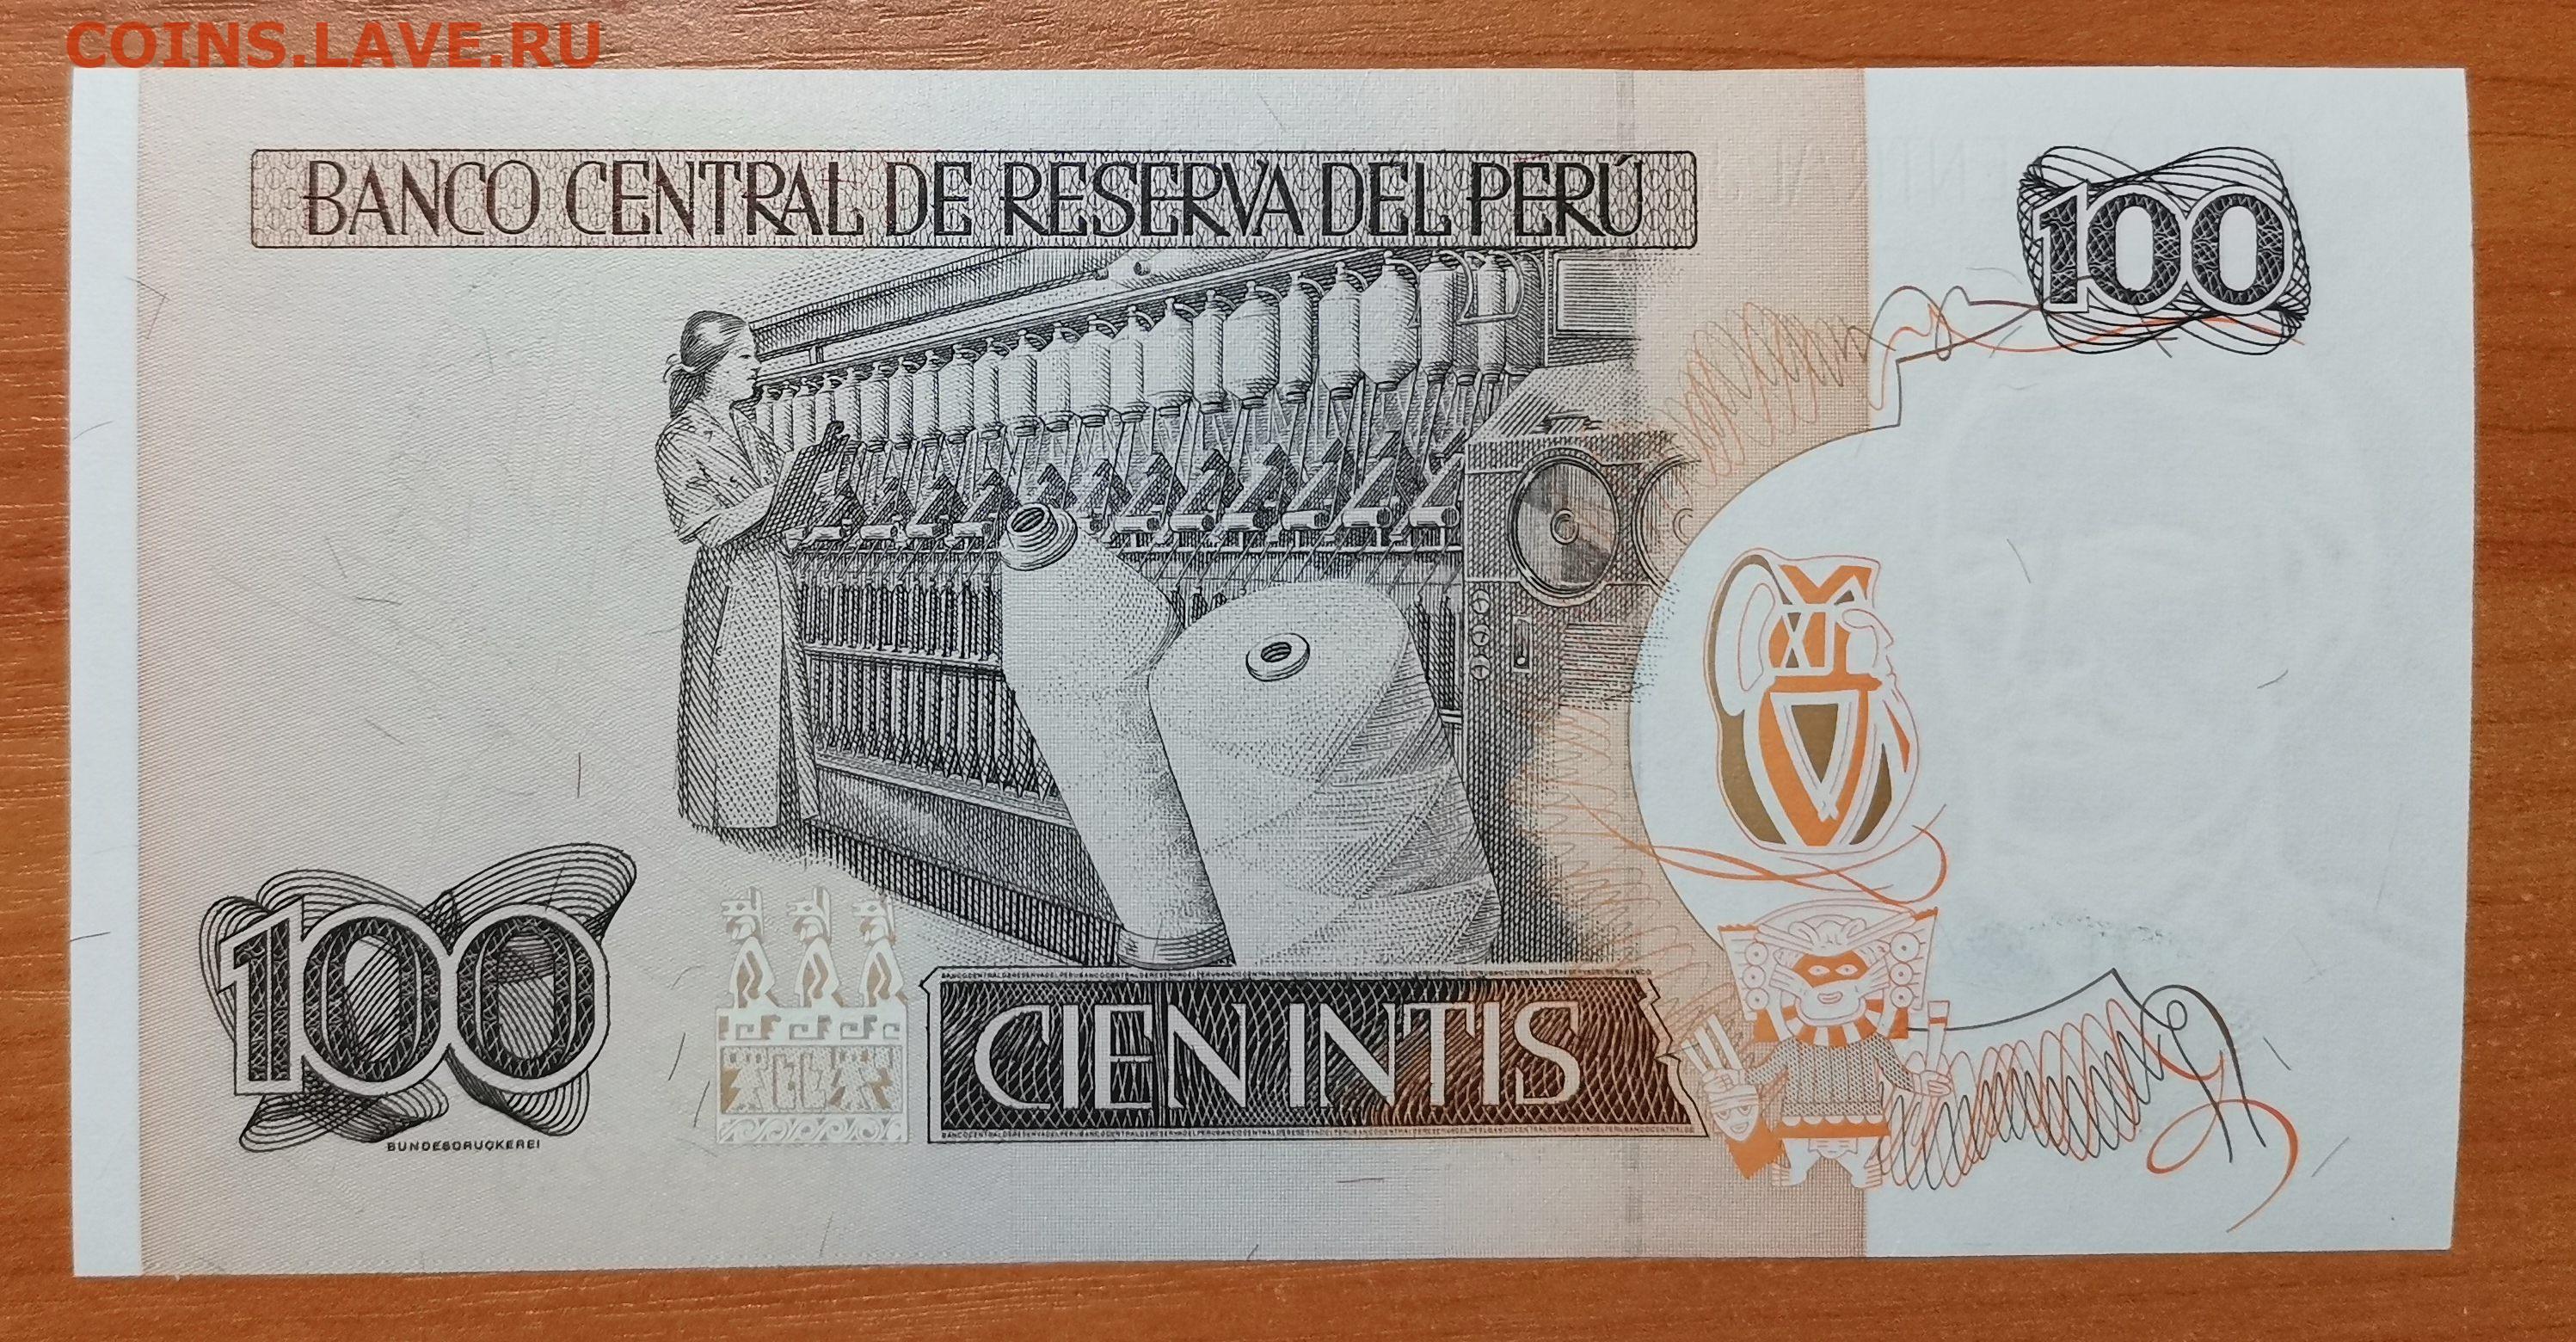 COINS.LAVE.RU
BANCO CENTRAL DE RESERVA DEL PERÚ
100
100
CIEN INTIS
BUNDESDRUCKEREI